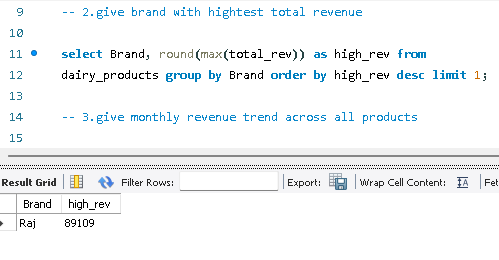 9 -- 2.give brand with hightest total revenue
10
11 select Brand, round(max(total_rev)) as high_rev from
12 dairy_products group by Brand order by high_rev desc limit 1;
13
14 -- 3.give monthly revenue trend across all products
15
Result Grid Filter Rows: Export: Wrap Cell Content: IA Fet
Brand high_rev
Raj 89109